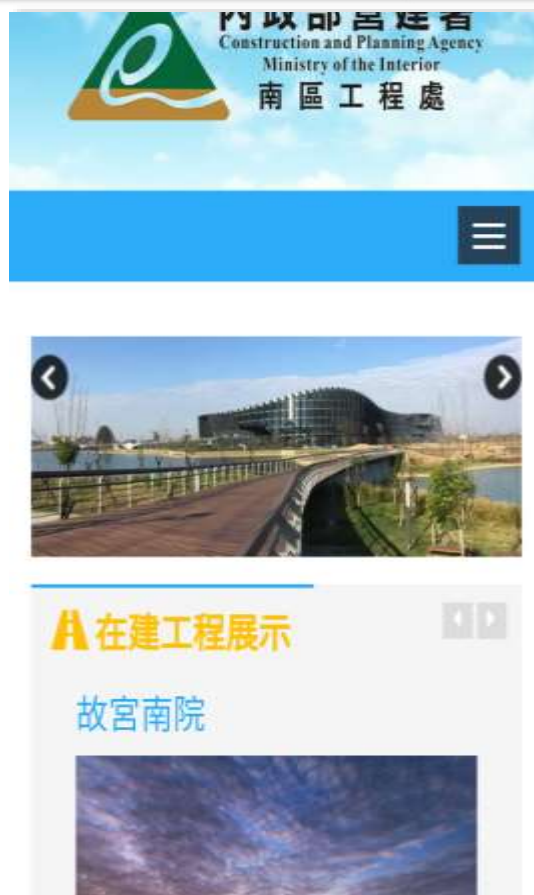 內政部營建署
Construction and Planning Agency
Ministry of the Interior
南區工程處
在建工程展示
故宮南院